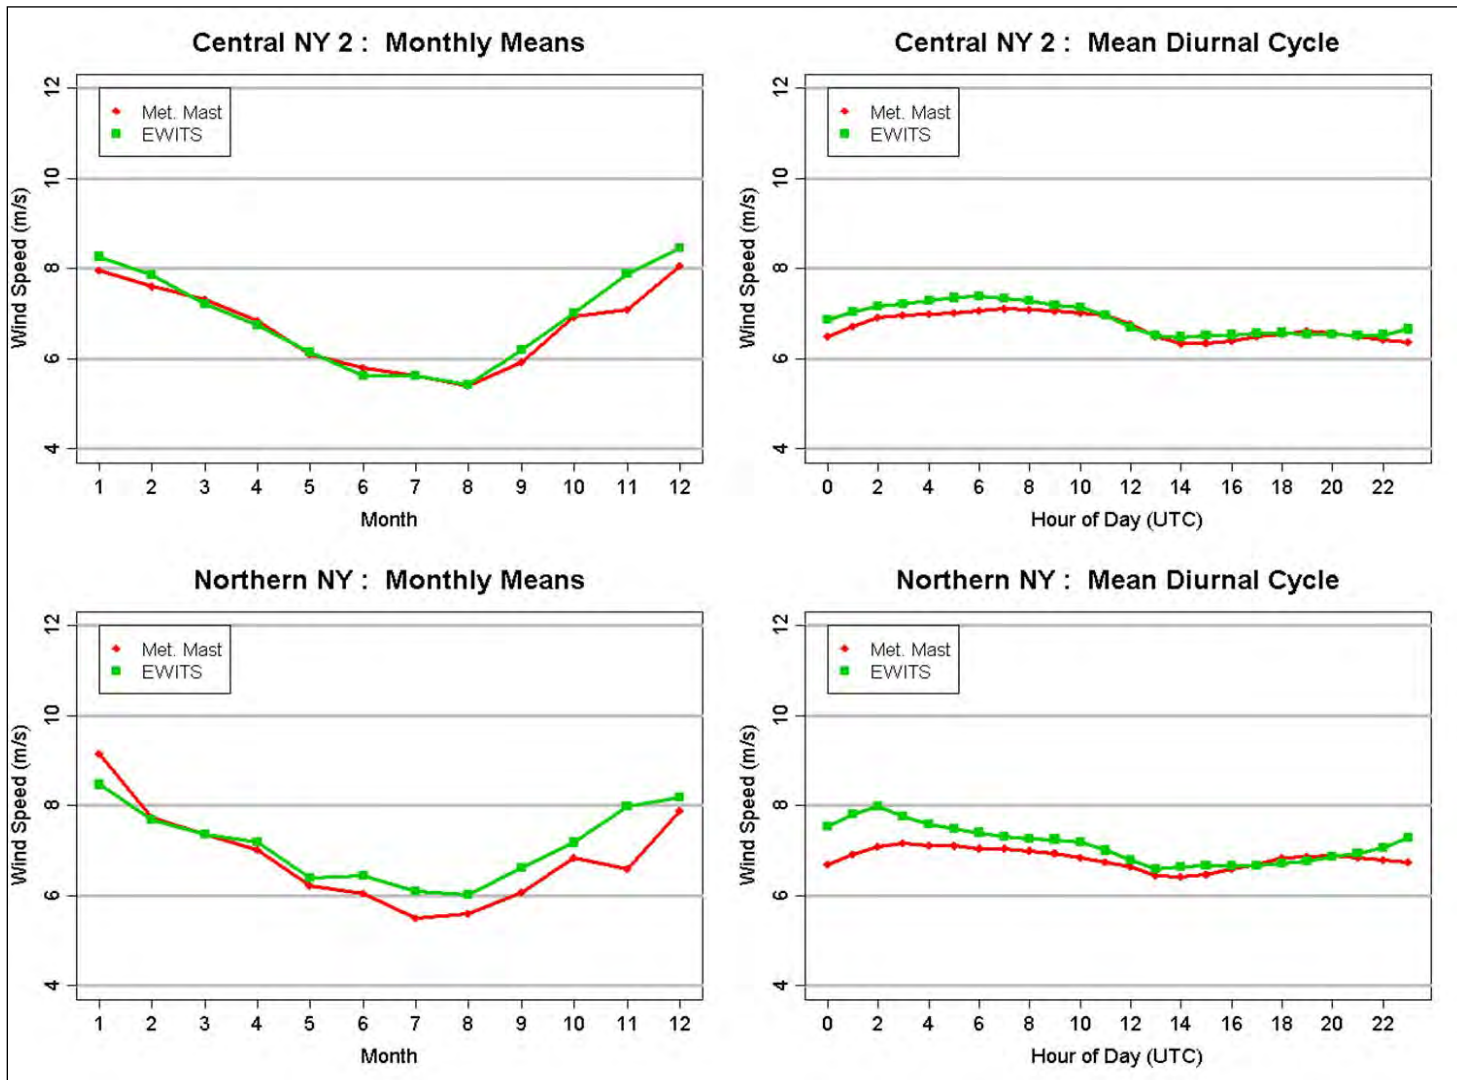 Central NY 2 : Monthly Means
Met. Mast
EWITS
Wind Speed (m/s)
12
10
8
6
4
1 2 3 4 5 6 7 8 9 10 11 12
Month
Central NY 2 : Mean Diurnal Cycle
Met. Mast
EWITS
Wind Speed (m/s)
12
10
8
6
4
0 2 4 6 8 10 12 14 16 18 20 22
Hour of Day (UTC)
Northern NY : Monthly Means
Met. Mast
EWITS
Wind Speed (m/s)
12
10
8
6
4
1 2 3 4 5 6 7 8 9 10 11 12
Month
Northern NY : Mean Diurnal Cycle
Met. Mast
EWITS
Wind Speed (m/s)
12
10
8
6
4
0 2 4 6 8 10 12 14 16 18 20 22
Hour of Day (UTC)